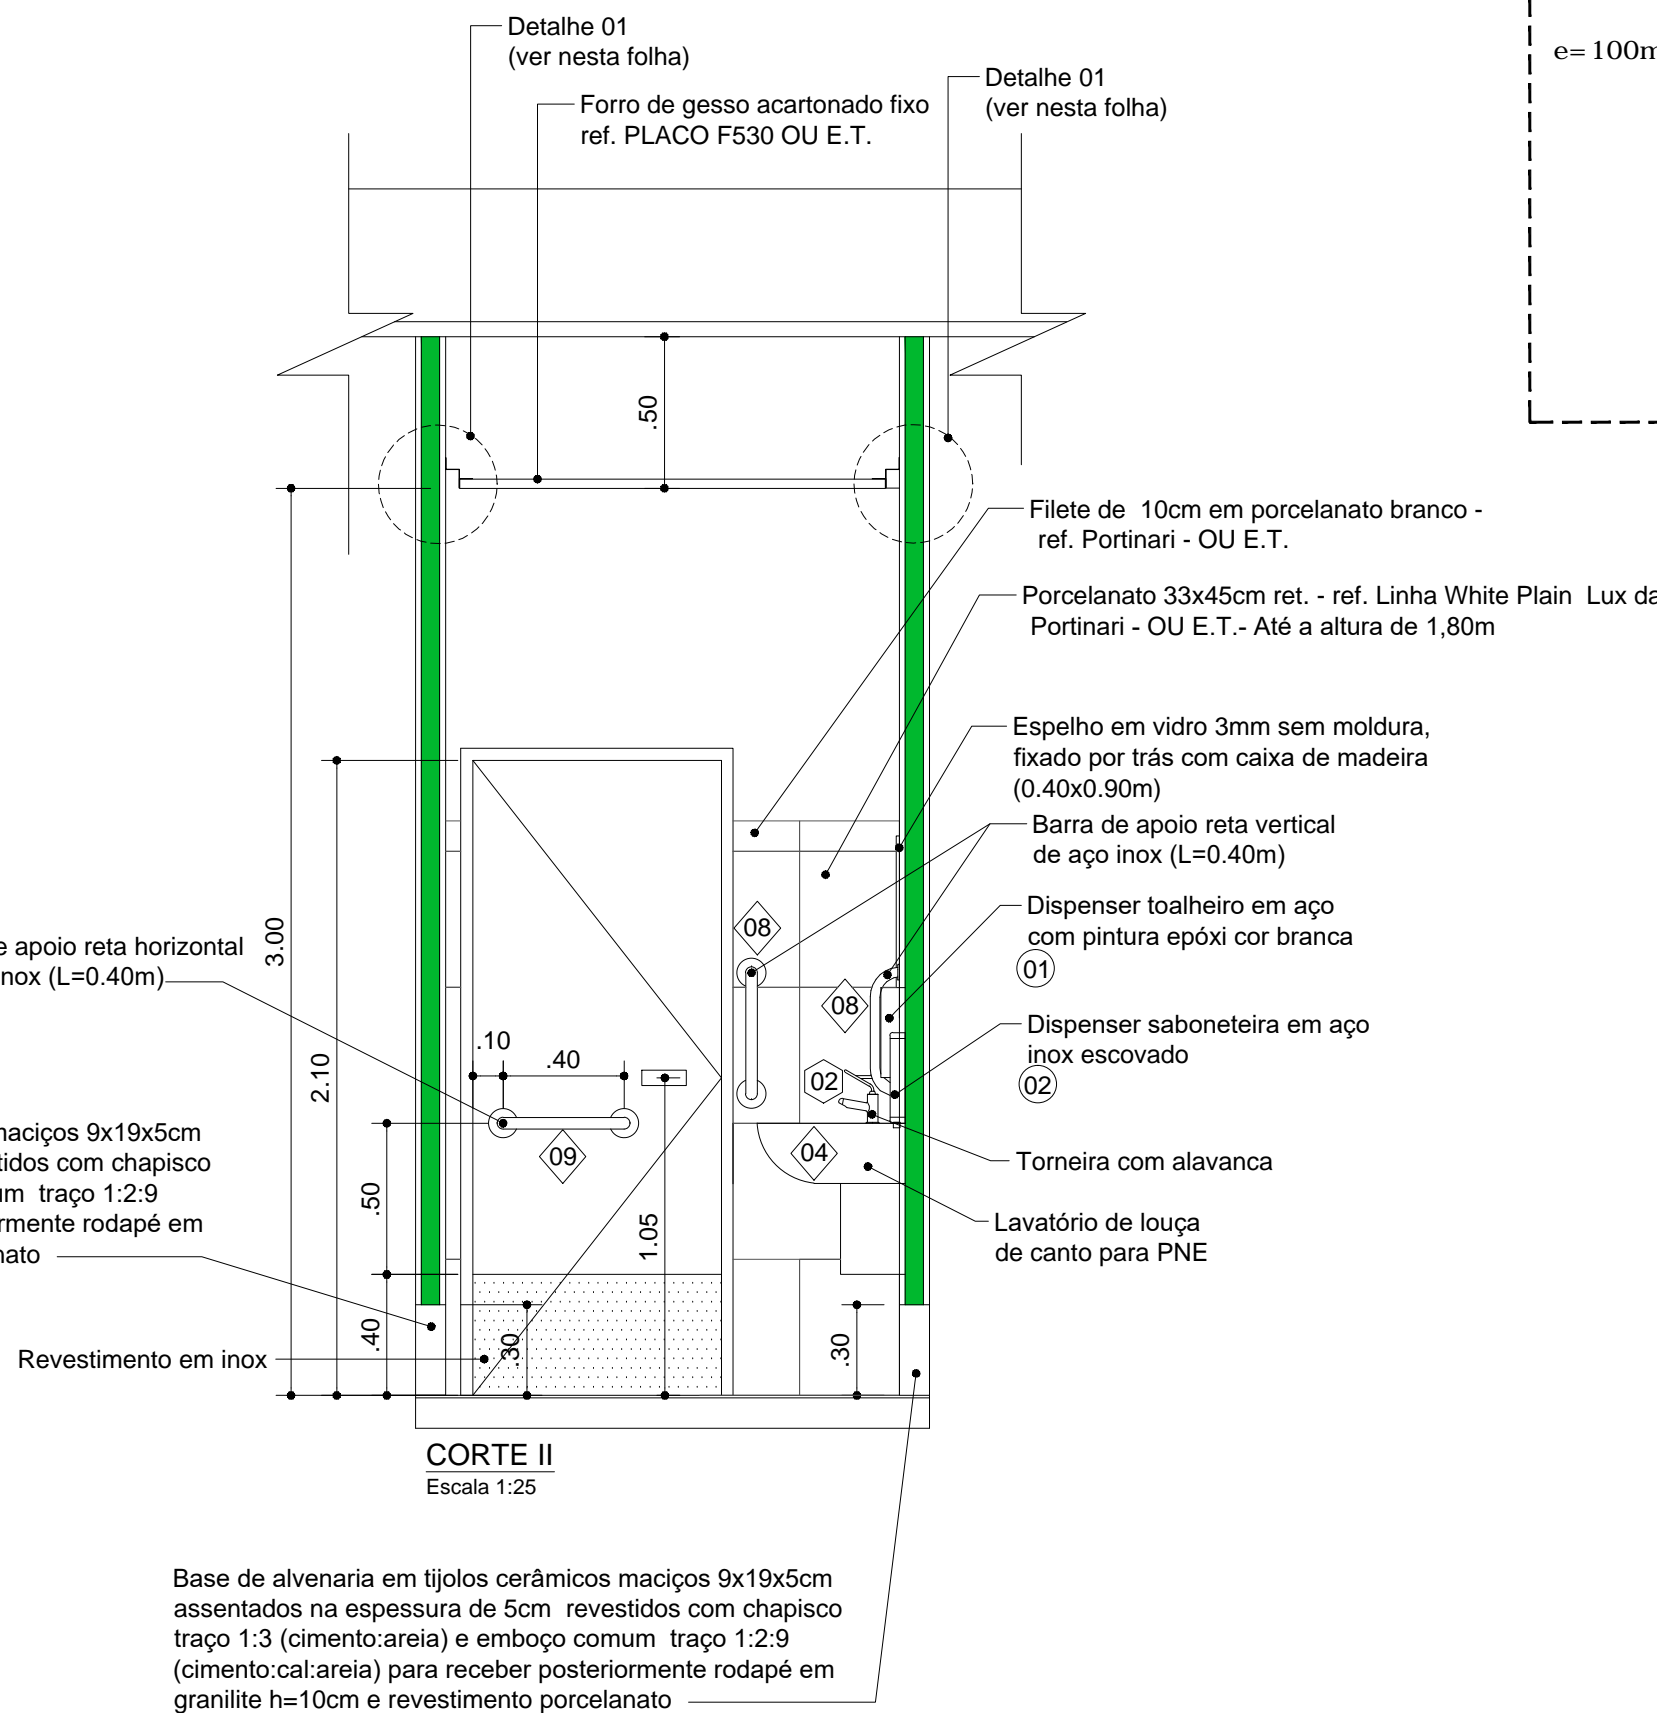 Detalhe 01
(ver nesta folha)
e=100m
Detalhe 01
(ver nesta folha)
Forro de gesso acartonado fixo
ref. PLACO F530 OU E.T.
.50
Filete de  10cm em porcelanato branco -
ref. Portinari - OU E.T.
Porcelanato 33x45cm ret. - ref. Linha White Plain  Lux da
Portinari - OU E.T.- Até a altura de 1,80m
Espelho em vidro 3mm sem moldura,
fixado por trás com caixa de madeira
(0.40x0.90m)
Barra de apoio reta vertical
de aço inox (L=0.40m)
Dispenser toalheiro em aço
com pintura epóxi cor branca
01
Dispenser saboneteira em aço
inox escovado
02
Torneira com alavanca
Lavatório de louça
de canto para PNE
08
08
02
04
09
3.00
2.10
.10
.40
.50
.40
1.05
.30
.30
e apoio reta horizontal
nox (L=0.40m)
naciços 9x19x5cm
tidos com chapisco
um  traço 1:2:9
rmente rodapé em
nato
Revestimento em inox
CORTE II
Escala 1:25
Base de alvenaria em tijolos cerâmicos maciços 9x19x5cm
assentados na espessura de 5cm  revestidos com chapisco
traço 1:3 (cimento:areia) e emboço comum  traço 1:2:9
(cimento:cal:areia) para receber posteriormente rodapé em
granilite h=10cm e revestimento porcelanato